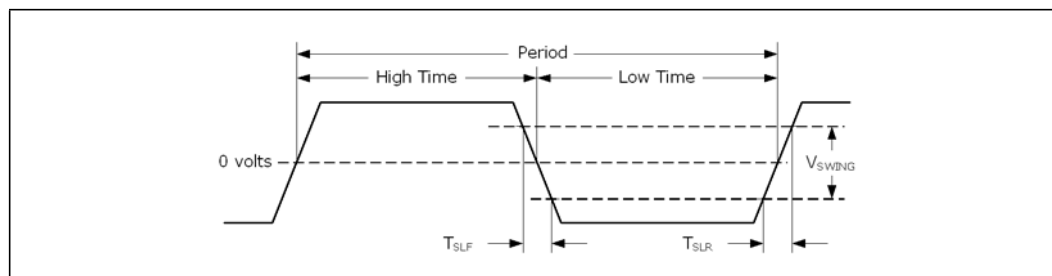 Period
High Time
Low Time
0 volts
VSWING
TSLF
TSLR